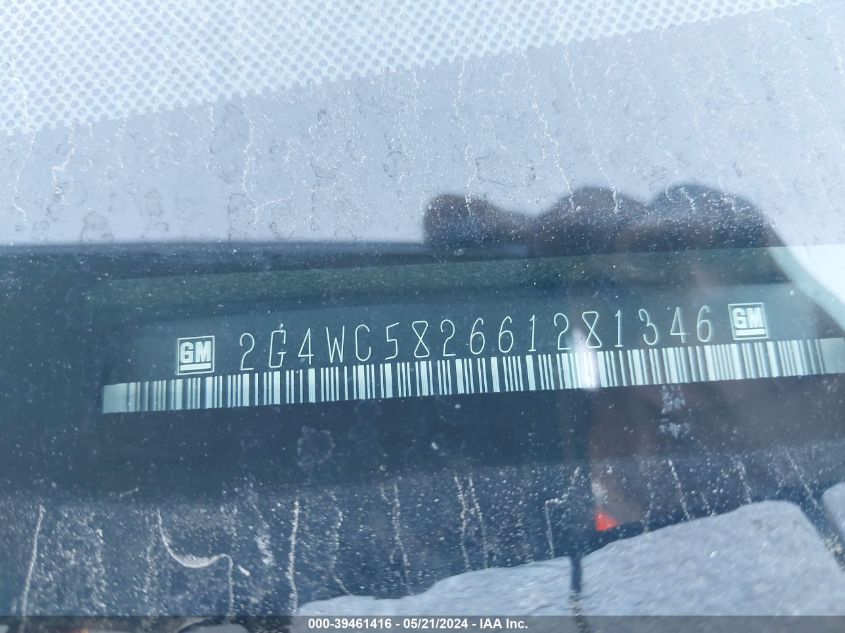 GM 2G4WC582661281346 GM
000-39461416 - 05/21/2024 - IAA Inc.